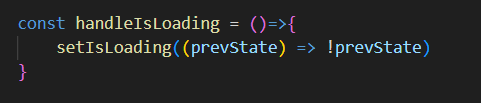 const handleIsLoading = ()=>{
    setIsLoading((prevState) => !prevState)
}